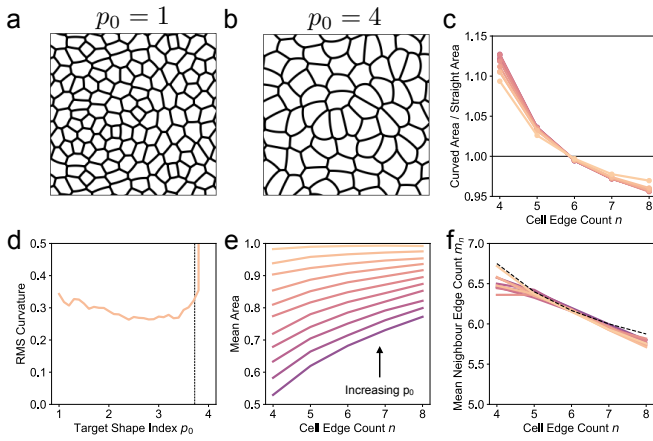 a
p₀ = 1
b
p₀ = 4
c
Curved Area / Straight Area
1.15
1.10
1.05
1.00
0.95
4 5 6 7 8
Cell Edge Count n
d
RMS Curvature
0.5
0.4
0.3
0.2
0.1
0.0
1 2 3 4
Target Shape Index p₀
e
Mean Area
1.0
0.9
0.8
0.7
0.6
0.5
Increasing p₀
4 5 6 7 8
Cell Edge Count n
f
Mean Neighbour Edge Count mₙ
7.0
6.5
6.0
5.5
5.0
4 5 6 7 8
Cell Edge Count n